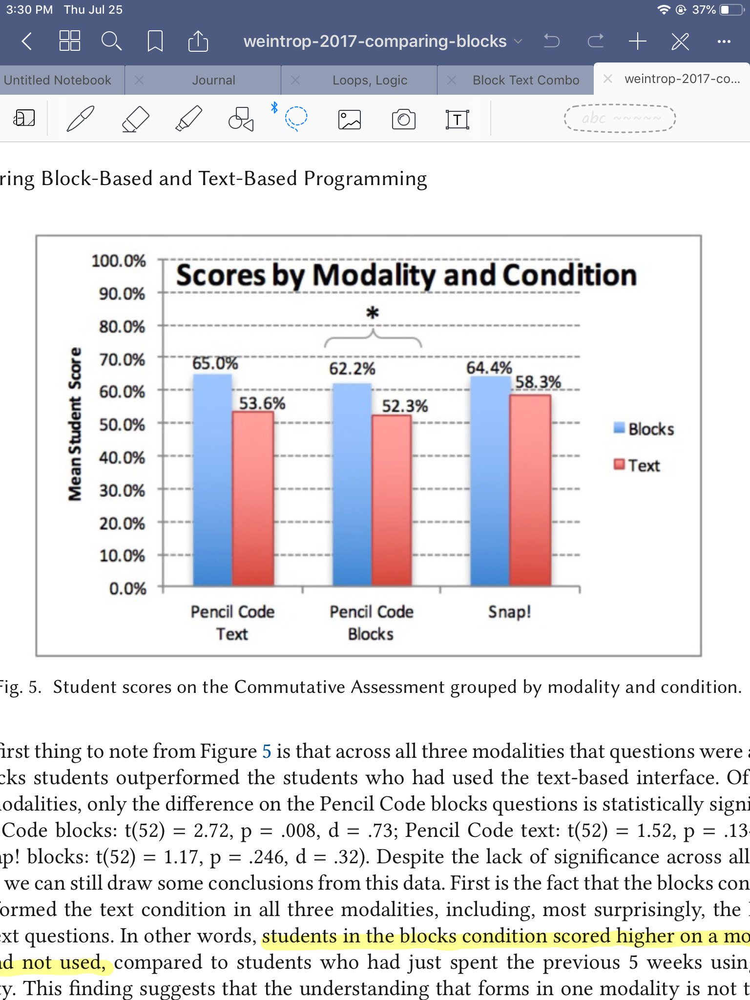 3:30 PM Thu Jul 25 37%
weintrop-2017-comparing-blocks
Untitled Notebook Journal Loops, Logic Block Text Combo weintrop-2017-co...
T abc
ring Block-Based and Text-Based Programming
Scores by Modality and Condition
*
100.0%
90.0%
80.0%
70.0%
60.0%
50.0%
40.0%
30.0%
20.0%
10.0%
0.0%
Mean Student Score
65.0% 53.6% 62.2% 52.3% 64.4% 58.3%
Blocks
Text
Pencil Code Text
Pencil Code Blocks
Snap!
Fig. 5. Student scores on the Commutative Assessment grouped by modality and condition.
first thing to note from Figure 5 is that across all three modalities that questions were a
cks students outperformed the students who had used the text-based interface. Of
odalities, only the difference on the Pencil Code blocks questions is statistically signi
Code blocks: t(52) = 2.72, p = .008, d = .73; Pencil Code text: t(52) = 1.52, p = .134
ap! blocks: t(52) = 1.17, p = .246, d = .32). Despite the lack of significance across all
we can still draw some conclusions from this data. First is the fact that the blocks con
formed the text condition in all three modalities, including, most surprisingly, the
ext questions. In other words, students in the blocks condition scored higher on a mo
ad not used, compared to students who had just spent the previous 5 weeks using
ty. This finding suggests that the understanding that forms in one modality is not t